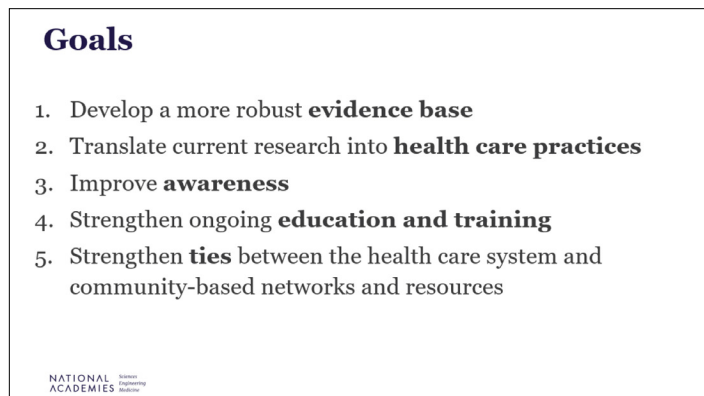 Goals
1. Develop a more robust evidence base
2. Translate current research into health care practices
3. Improve awareness
4. Strengthen ongoing education and training
5. Strengthen ties between the health care system and
community-based networks and resources
NATIONAL ACADEMIES
Sciences
Engineering
Medicine